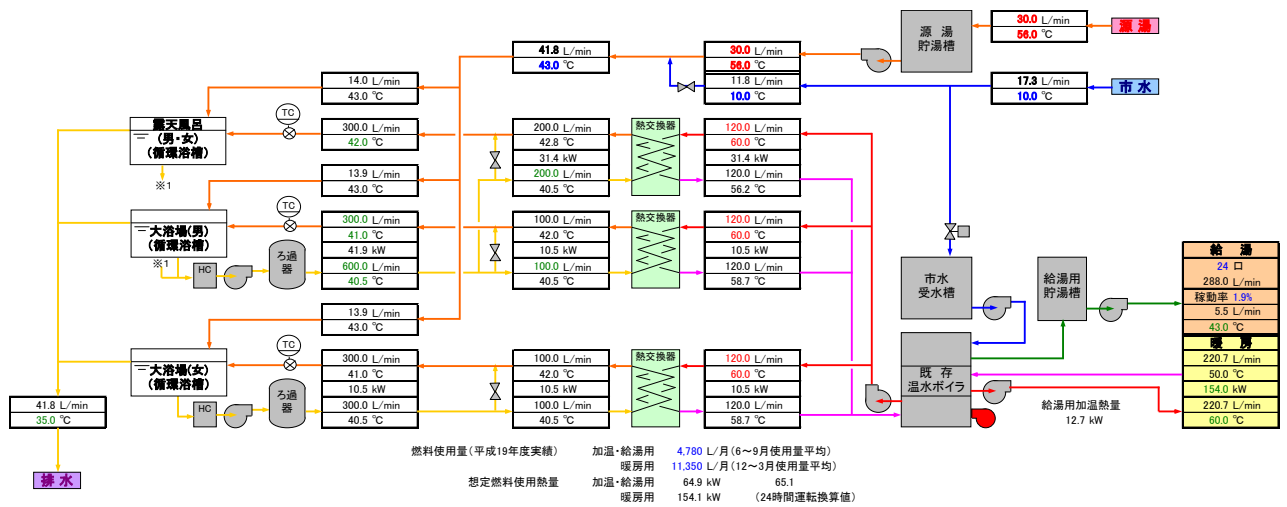 30.0 L/min
56.0 ℃
源 湯
源 湯
貯湯槽
41.8 L/min
43.0 ℃
30.0 L/min
56.0 ℃
11.8 L/min
10.0 ℃
17.3 L/min
10.0 ℃
市 水
14.0 L/min
43.0 ℃
露天風呂
(男・女)
(循環浴槽)
※1
TC
300.0 L/min
42.0 ℃
200.0 L/min
42.8 ℃
31.4 kW
200.0 L/min
40.5 ℃
熱交換器
120.0 L/min
60.0 ℃
31.4 kW
120.0 L/min
56.2 ℃
13.9 L/min
43.0 ℃
大浴場(男)
(循環浴槽)
※1
HC
ろ過
器
TC
300.0 L/min
41.0 ℃
41.9 kW
600.0 L/min
40.5 ℃
100.0 L/min
42.0 ℃
10.5 kW
100.0 L/min
40.5 ℃
熱交換器
120.0 L/min
60.0 ℃
10.5 kW
120.0 L/min
58.7 ℃
13.9 L/min
43.0 ℃
大浴場(女)
(循環浴槽)
HC
ろ過
器
TC
300.0 L/min
41.0 ℃
10.5 kW
300.0 L/min
40.5 ℃
100.0 L/min
42.0 ℃
10.5 kW
100.0 L/min
40.5 ℃
熱交換器
120.0 L/min
60.0 ℃
10.5 kW
120.0 L/min
58.7 ℃
市水
受水槽
給湯用
貯湯槽
既存
温水ボイラ
給湯用加温熱量
12.7 kW
給 湯
24 口
288.0 L/min
稼動率 1.9%
5.5 L/min
43.0 ℃
暖 房
220.7 L/min
50.0 ℃
154.0 kW
220.7 L/min
60.0 ℃
41.8 L/min
35.0 ℃
排 水
燃料使用量(平成19年度実績) 加温・給湯用 4,780 L/月(6～9月使用量平均)
暖房用 11,350 L/月(12～3月使用量平均)
想定燃料使用熱量 加温・給湯用 64.9 kW 65.1
暖房用 154.1 kW (24時間運転換算値)